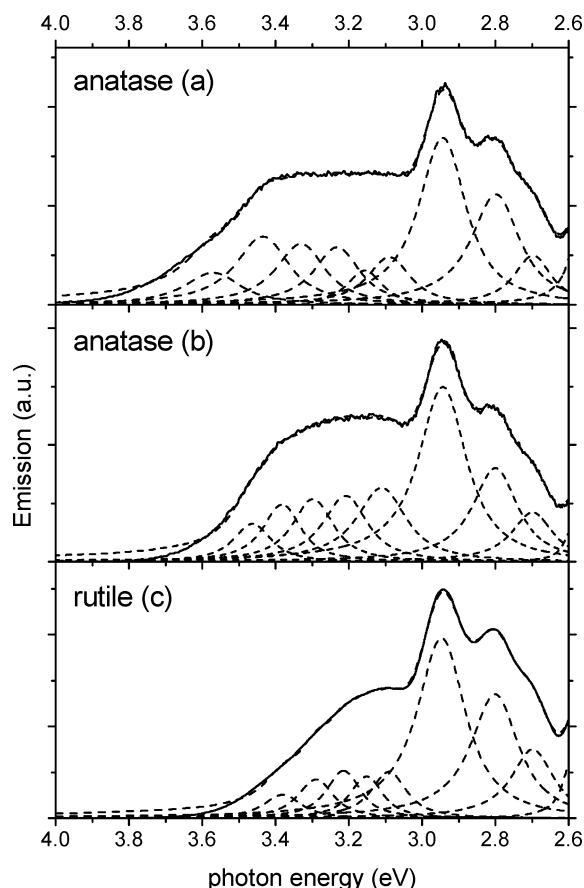 4.0 3.8 3.6 3.4 3.2 3.0 2.8 2.6
anatase (a)
anatase (b)
Emission (a.u.)
rutile (c)
4.0 3.8 3.6 3.4 3.2 3.0 2.8 2.6
photon energy (eV)